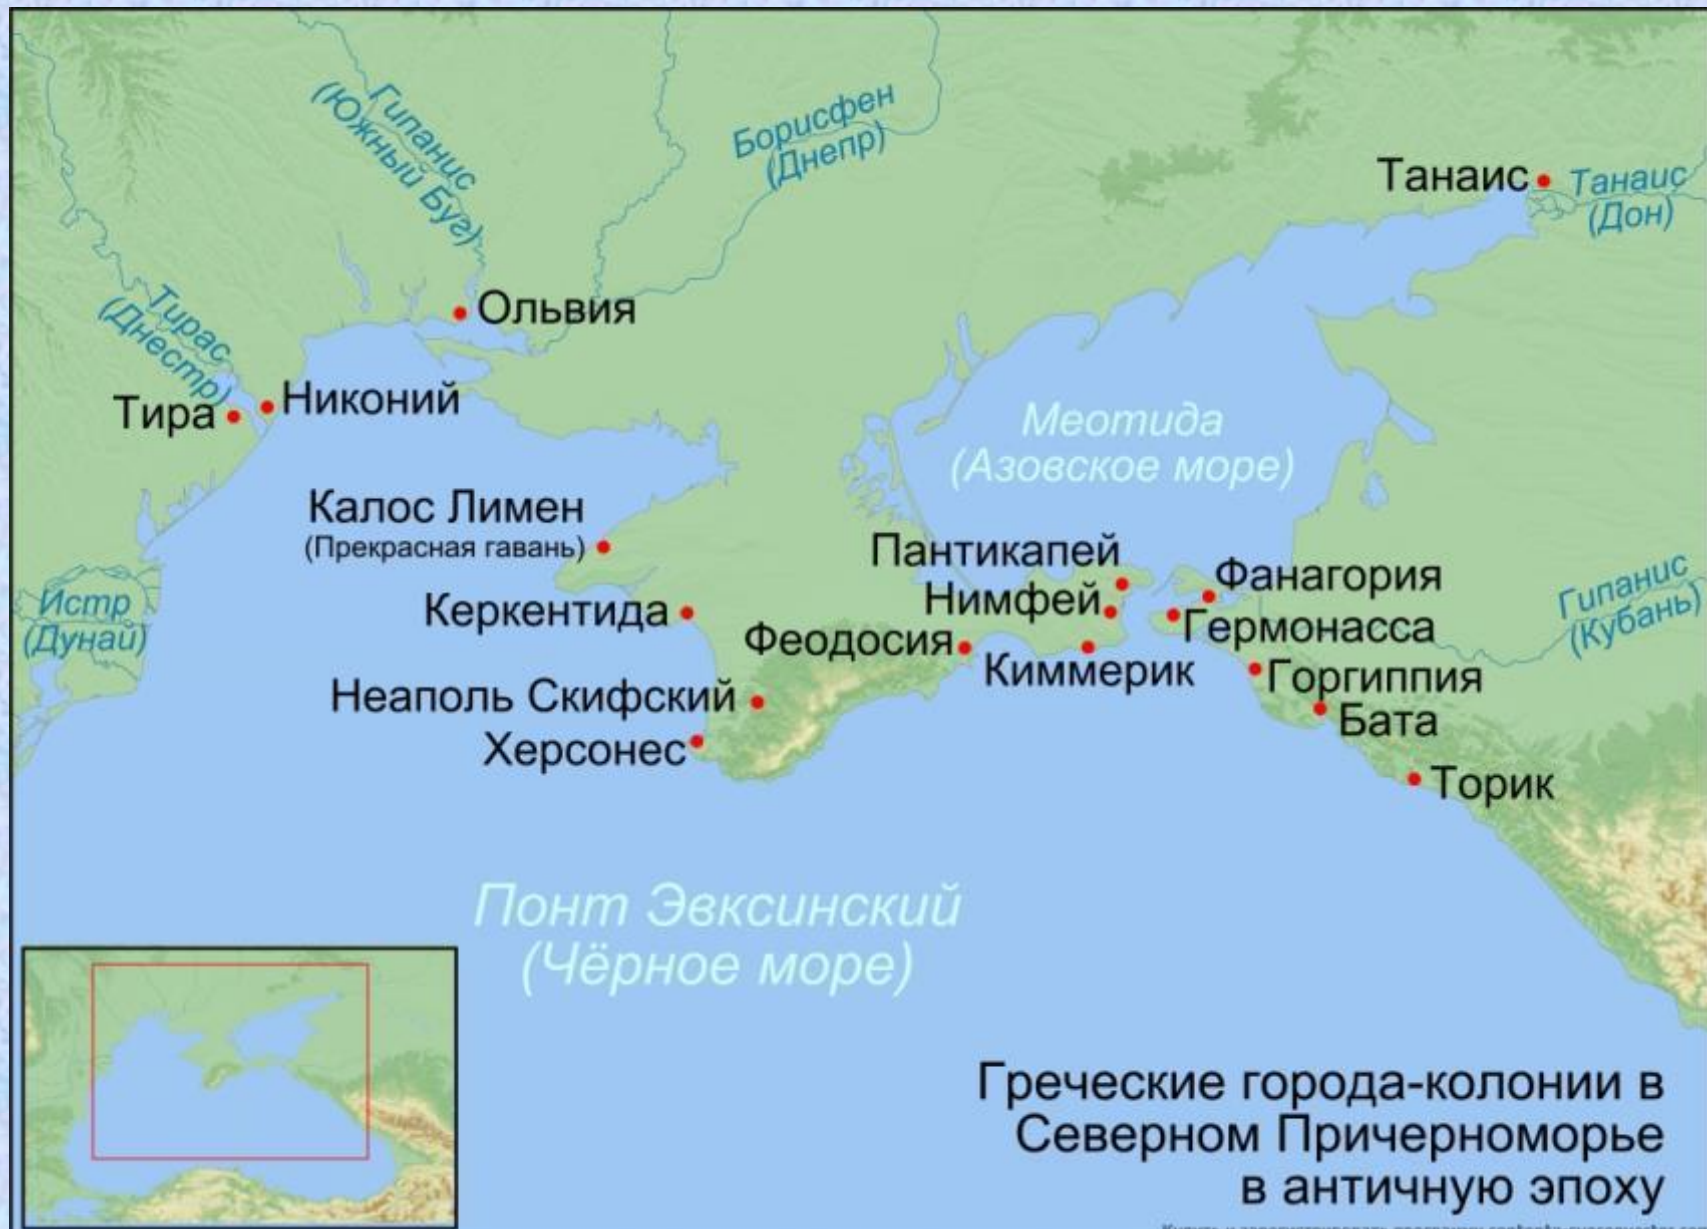 Гипанис
(Южный Буг)
Борисфен
(Днепр)
Танаис
Танаис
(Дон)
Тирас
(Днестр)
Ольвия
Тира
Никоний
Меотида
(Азовское море)
Калос Лимен
(Прекрасная гавань)
Пантикапей
Фанагория
Гипанис
(Кубань)
Истр
(Дунай)
Керкентида
Нимфей
Гермонасса
Феодосия
Киммерик
Горгиппия
Неаполь Скифский
Бата
Херсонес
Торик
Понт Эвксинский
(Чёрное море)
Греческие города-колонии в
Северном Причерноморье
в античную эпоху